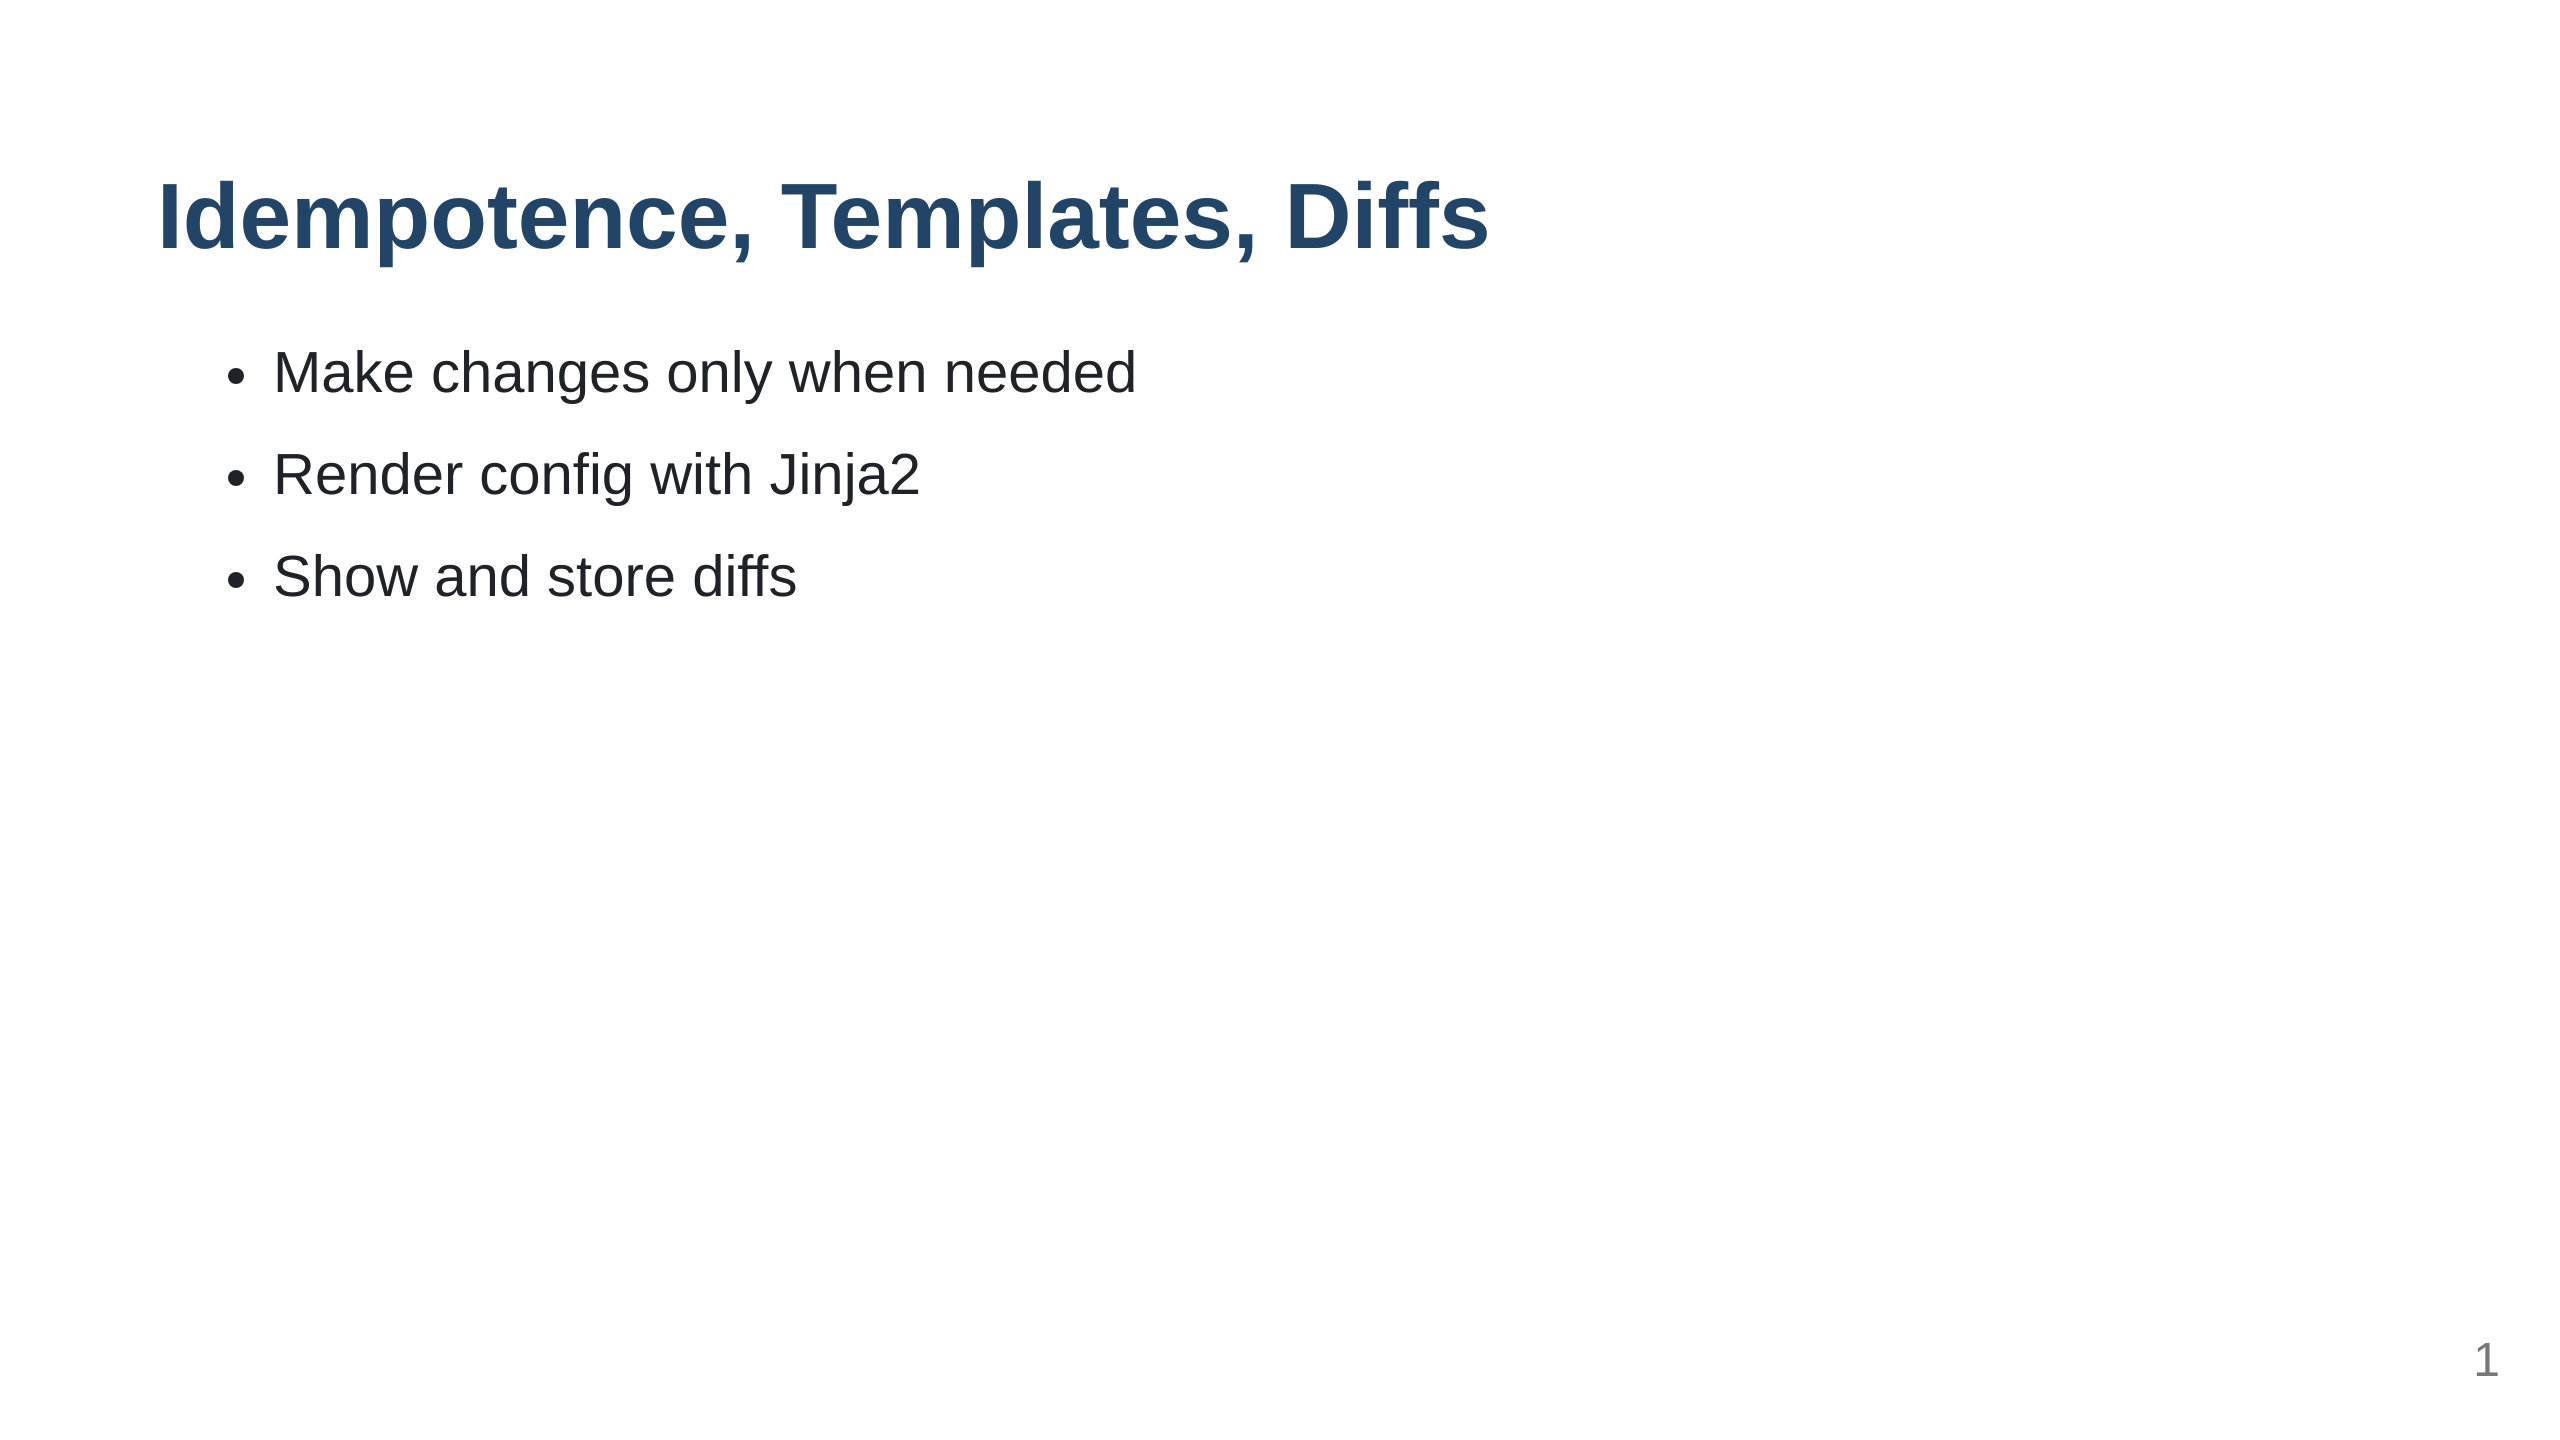 Idempotence, Templates, Diffs
• Make changes only when needed
• Render config with Jinja2
• Show and store diffs
1